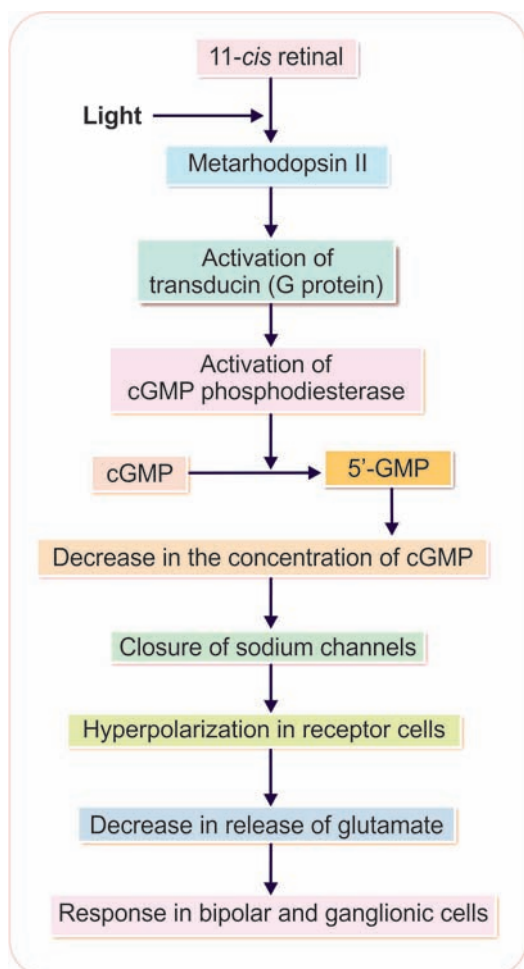 11-cis retinal
Light
Metarhodopsin II
Activation of
transducin (G protein)
Activation of
cGMP phosphodiesterase
cGMP
5’-GMP
Decrease in the concentration of cGMP
Closure of sodium channels
Hyperpolarization in receptor cells
Decrease in release of glutamate
Response in bipolar and ganglionic cells